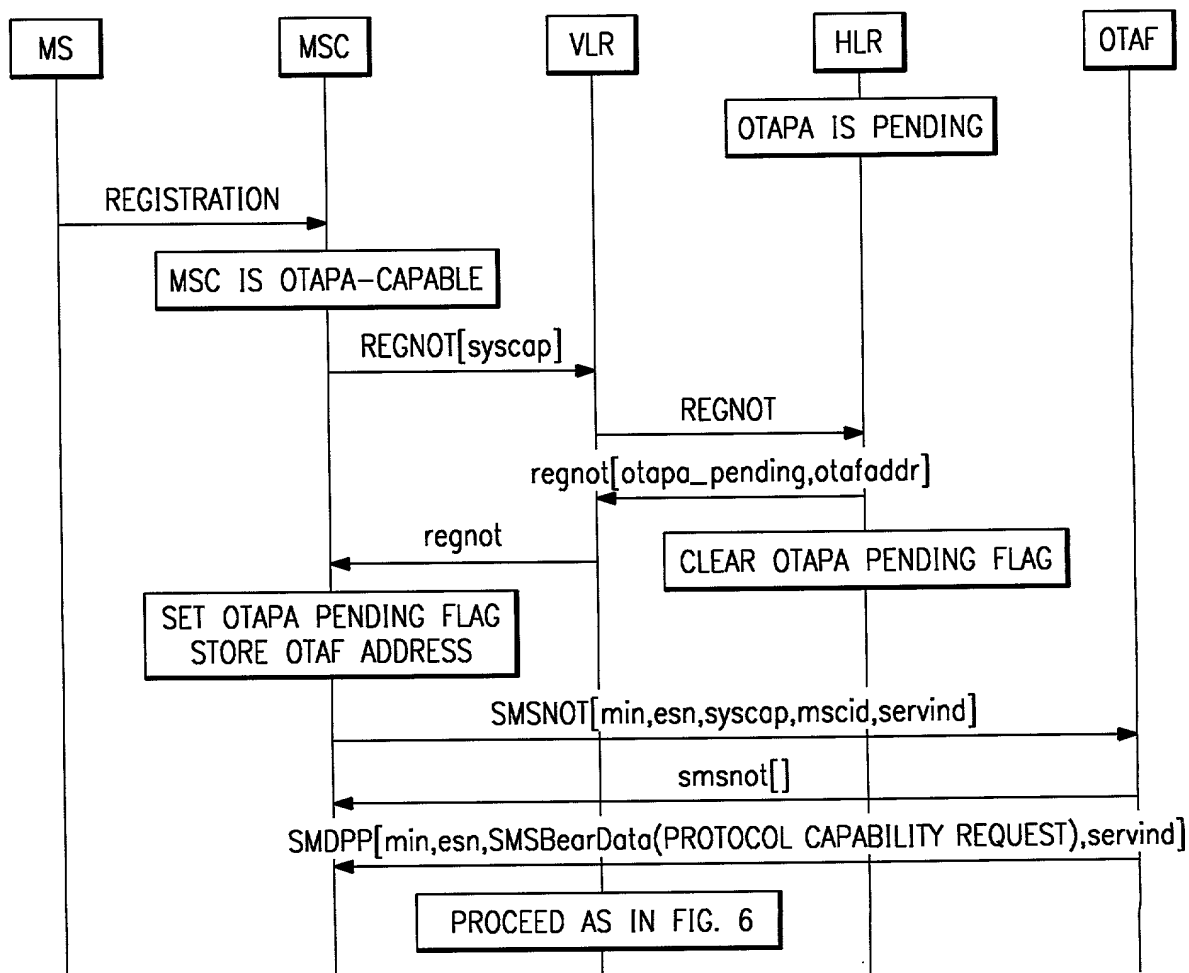 MS
MSC
VLR
HLR
OTAF
OTAPA IS PENDING
REGISTRATION
MSC IS OTAPA-CAPABLE
REGNOT[syscap]
REGNOT
regnot[otapa_pending,otafaddr]
regnot
CLEAR OTAPA PENDING FLAG
SET OTAPA PENDING FLAG
STORE OTAF ADDRESS
SMSNOT[min,esn,syscap,mscid,servind]
smsnot[]
SMDPP[min,esn,SMSBearData(PROTOCOL CAPABILITY REQUEST),servind]
PROCEED AS IN FIG. 6